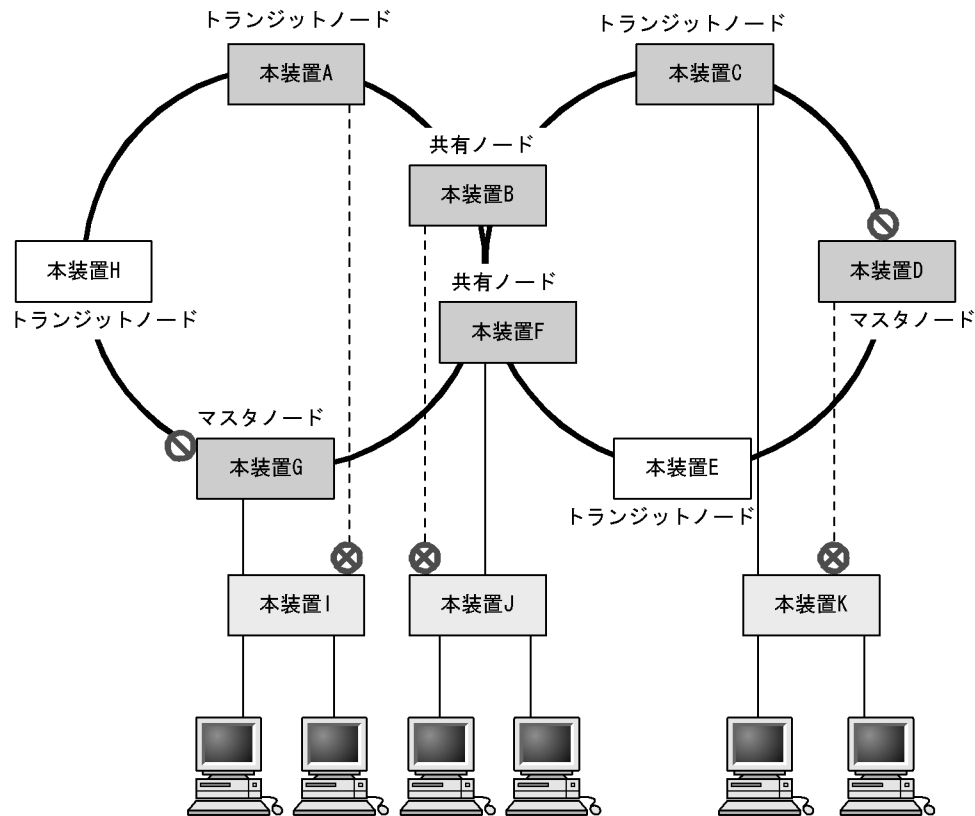 トランジットノード
本装置A
トランジットノード
本装置C
共有ノード
本装置B
本装置H
トランジットノード
共有ノード
本装置F
本装置D
マスタノード
マスタノード
本装置G
本装置E
トランジットノード
本装置I
本装置J
本装置K